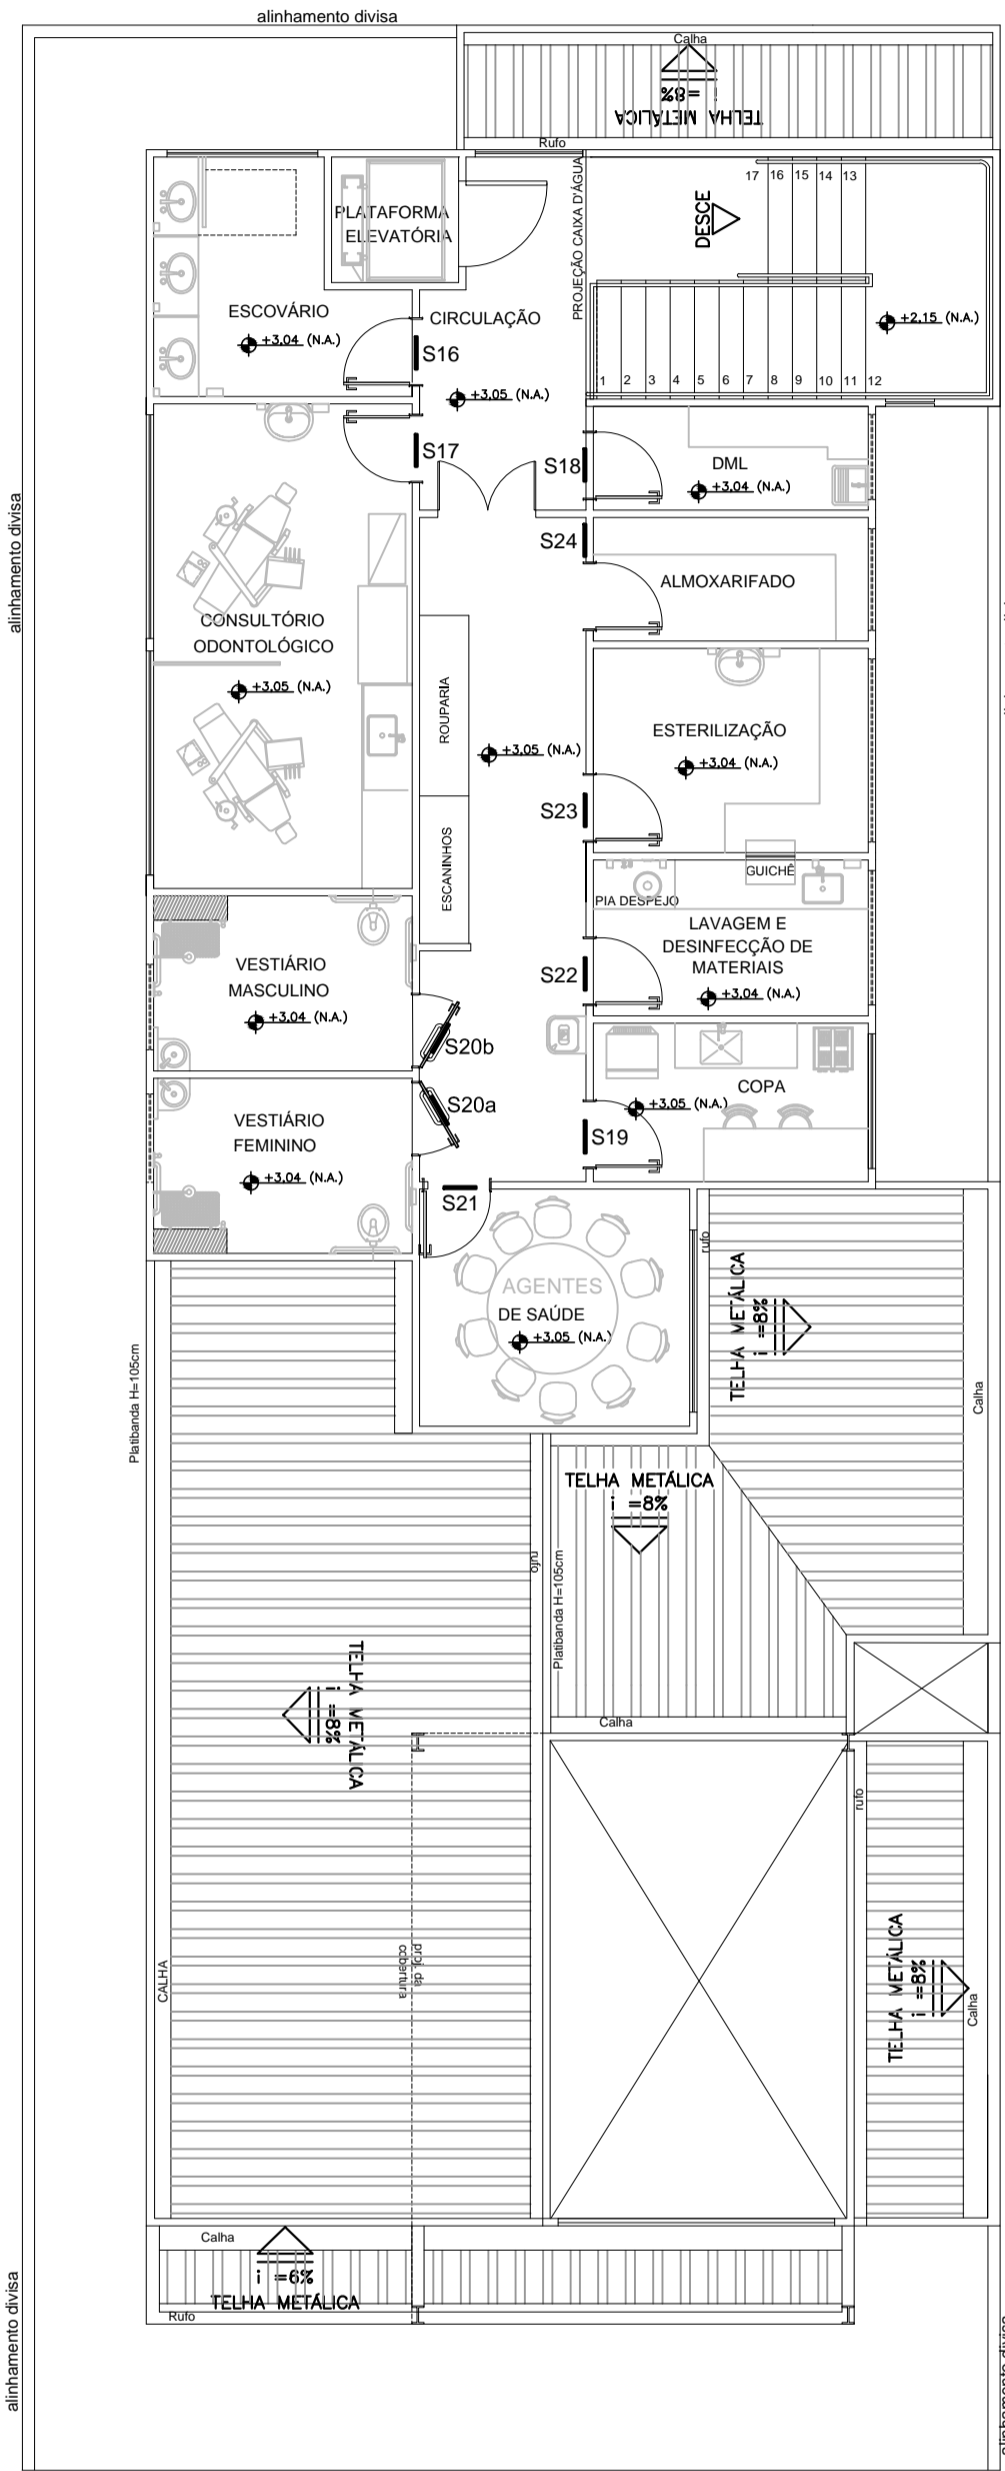 alinhamento divisa
Calha
i =8%
TELHA METÁLICA
Rufo
PLATAFORMA
ELEVATÓRIA
PROJEÇÃO CAIXA D'ÁGUA
DESCE
17 16 15 14 13
ESCOVÁRIO
+3.04 (N.A.)
CIRCULAÇÃO
+3.05 (N.A.)
+2.15 (N.A.)
S16
1 2 3 4 5 6 7 8 9 10 11 12
S17
S18
DML
+3.04 (N.A.)
alinhamento divisa
S24
ALMOXARIFADO
CONSULTÓRIO
ODONTOLÓGICO
+3.05 (N.A.)
ROUPARIA
+3.05 (N.A.)
ESTERILIZAÇÃO
+3.04 (N.A.)
S23
ESCANINHOS
GUICHÊ
PIA DESPEJO
LAVAGEM E
DESINFECÇÃO DE
MATERIAIS
+3.04 (N.A.)
S22
VESTIÁRIO
MASCULINO
+3.04 (N.A.)
S20b
COPA
+3.05 (N.A.)
S20a
S19
VESTIÁRIO
FEMININO
+3.04 (N.A.)
S21
AGENTES
DE SAÚDE
+3.05 (N.A.)
rufo
TELHA METÁLICA
i =8%
Calha
Platibanda H=105cm
TELHA METÁLICA
i =8%
rufo
Platibanda H=105cm
Calha
TELHA METÁLICA
i =8%
rufo
proj. da
cobertura
CALHA
TELHA METÁLICA
i =8%
Calha
Calha
i =6%
TELHA METÁLICA
Rufo
alinhamento divisa
alinhamento divisa